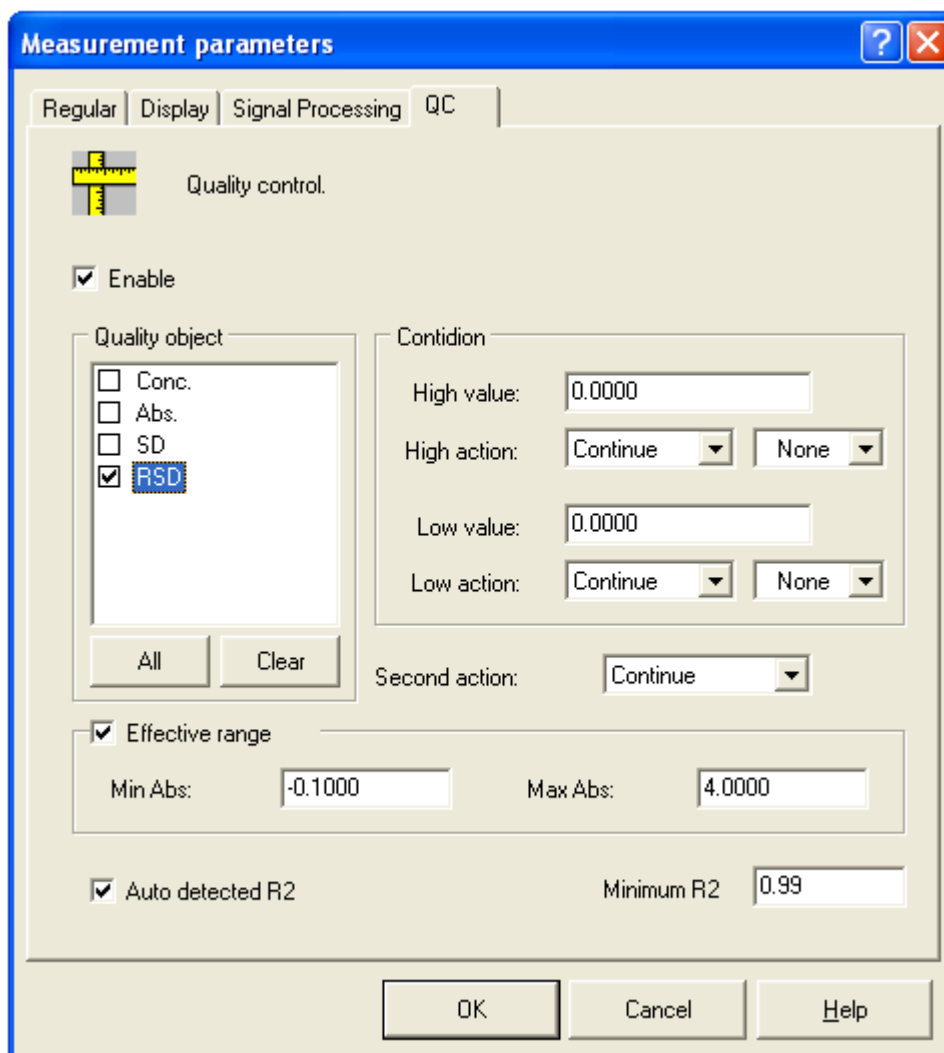 Measurement parameters
Regular Display Signal Processing QC
Quality control.
Enable
Quality object
Conc.
Abs.
SD
RSD
All Clear
Contidion
High value: 0.0000
High action: Continue None
Low value: 0.0000
Low action: Continue None
Second action: Continue
Effective range
Min Abs: -0.1000 Max Abs: 4.0000
Auto detected R2 Minimum R2 0.99
OK Cancel Help